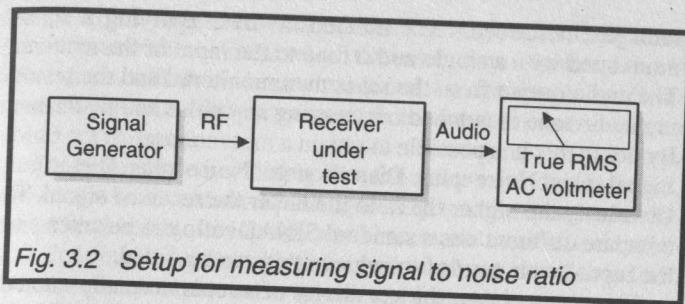 Signal
Generator
RF
Receiver
under
test
Audio
True RMS
AC voltmeter
Fig. 3.2 Setup for measuring signal to noise ratio